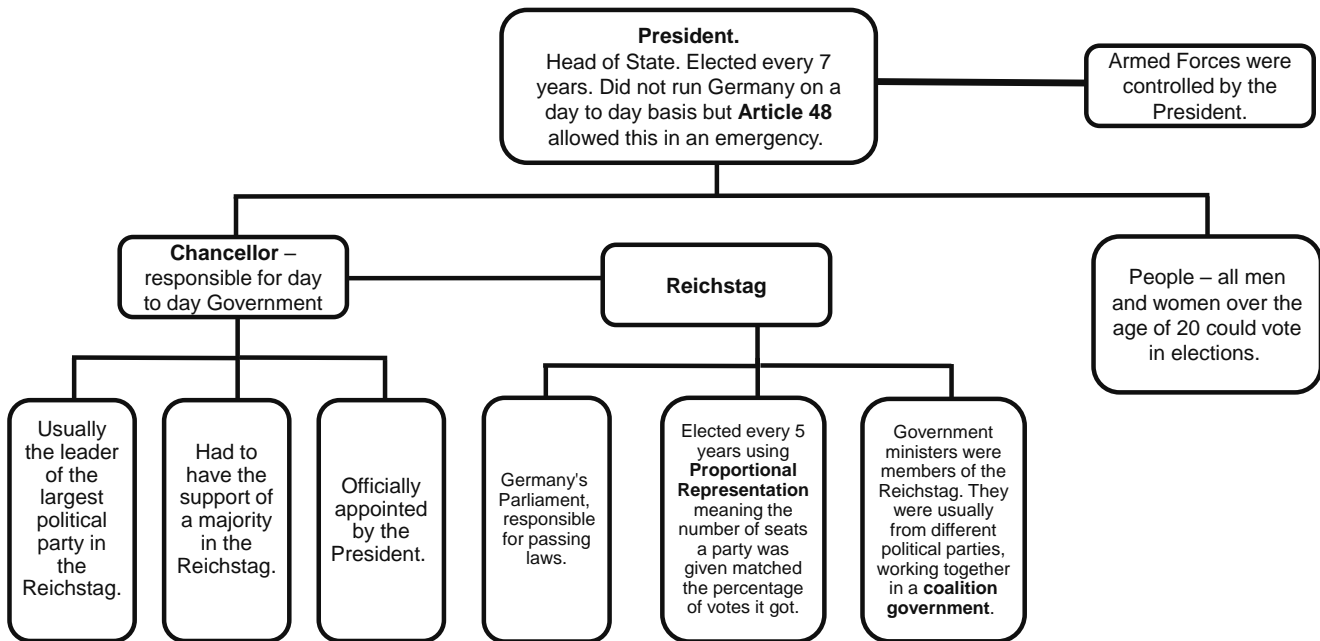 President.
Head of State. Elected every 7
years. Did not run Germany on a
day to day basis but Article 48
allowed this in an emergency.
Armed Forces were
controlled by the
President.
Chancellor –
responsible for day
to day Government
Reichstag
People – all men
and women over the
age of 20 could vote
in elections.
Usually
the leader
of the
largest
political
party in
the
Reichstag.
Had to
have the
support of
a majority
in the
Reichstag.
Officially
appointed
by the
President.
Germany's
Parliament,
responsible
for passing
laws.
Elected every 5
years using
Proportional
Representation
meaning the
number of seats
a party was
given matched
the percentage
of votes it got.
Government
ministers were
members of the
Reichstag. They
were usually
from different
political parties,
working together
in a coalition
government.